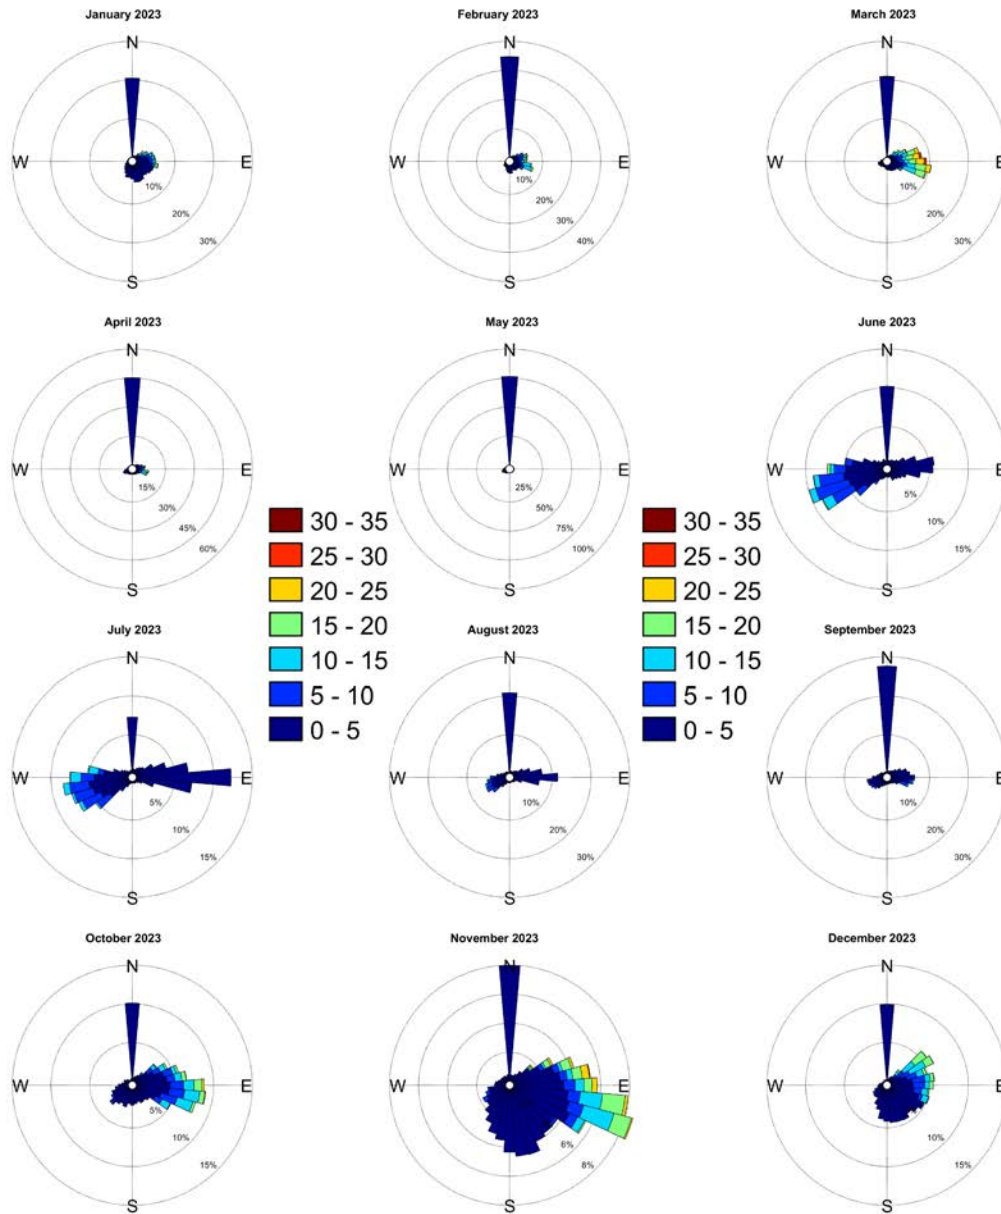 January 2023
February 2023
March 2023
N
N
N
W
E
W
E
W
E
10%
20%
30%
10%
20%
30%
40%
10%
20%
30%
S
S
S
April 2023
May 2023
June 2023
N
N
N
W
E
W
E
W
E
15%
30%
45%
60%
25%
50%
75%
100%
5%
10%
15%
S
S
S
30 - 35
25 - 30
20 - 25
15 - 20
10 - 15
5 - 10
0 - 5
30 - 35
25 - 30
20 - 25
15 - 20
10 - 15
5 - 10
0 - 5
July 2023
August 2023
September 2023
N
N
N
W
E
W
E
W
E
5%
10%
15%
10%
20%
30%
10%
20%
30%
S
S
S
October 2023
November 2023
December 2023
N
N
N
W
E
W
E
W
E
5%
10%
15%
6%
8%
10%
20%
30%
S
S
S